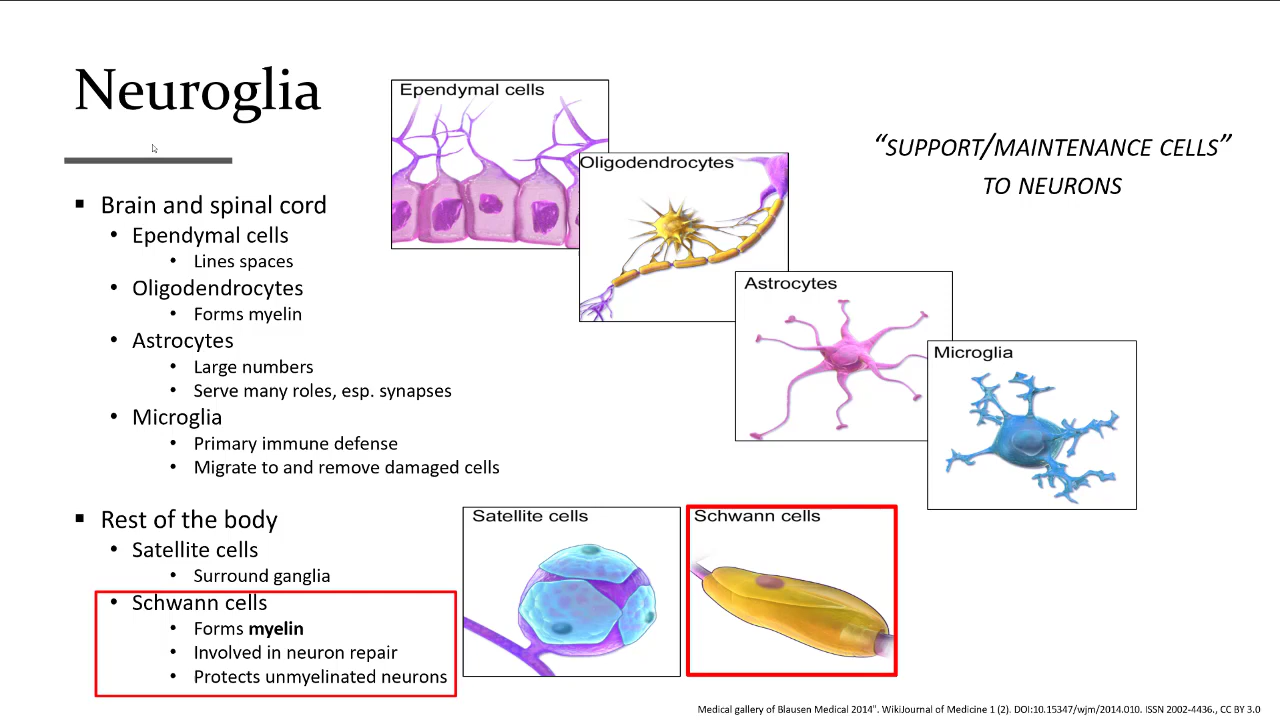 Neuroglia
"SUPPORT/MAINTENANCE CELLS"
TO NEURONS
▪ Brain and spinal cord
• Ependymal cells
• Lines spaces
• Oligodendrocytes
• Forms myelin
• Astrocytes
• Large numbers
• Serve many roles, esp. synapses
• Microglia
• Primary immune defense
• Migrate to and remove damaged cells
▪ Rest of the body
• Satellite cells
• Surround ganglia
• Schwann cells
• Forms myelin
• Involved in neuron repair
• Protects unmyelinated neurons
Ependymal cells
Oligodendrocytes
Astrocytes
Microglia
Satellite cells
Schwann cells
Medical gallery of Blausen Medical 2014". WikiJournal of Medicine 1 (2). DOI:10.15347/wjm/2014.010. ISSN 2002-4436., CC BY 3.0